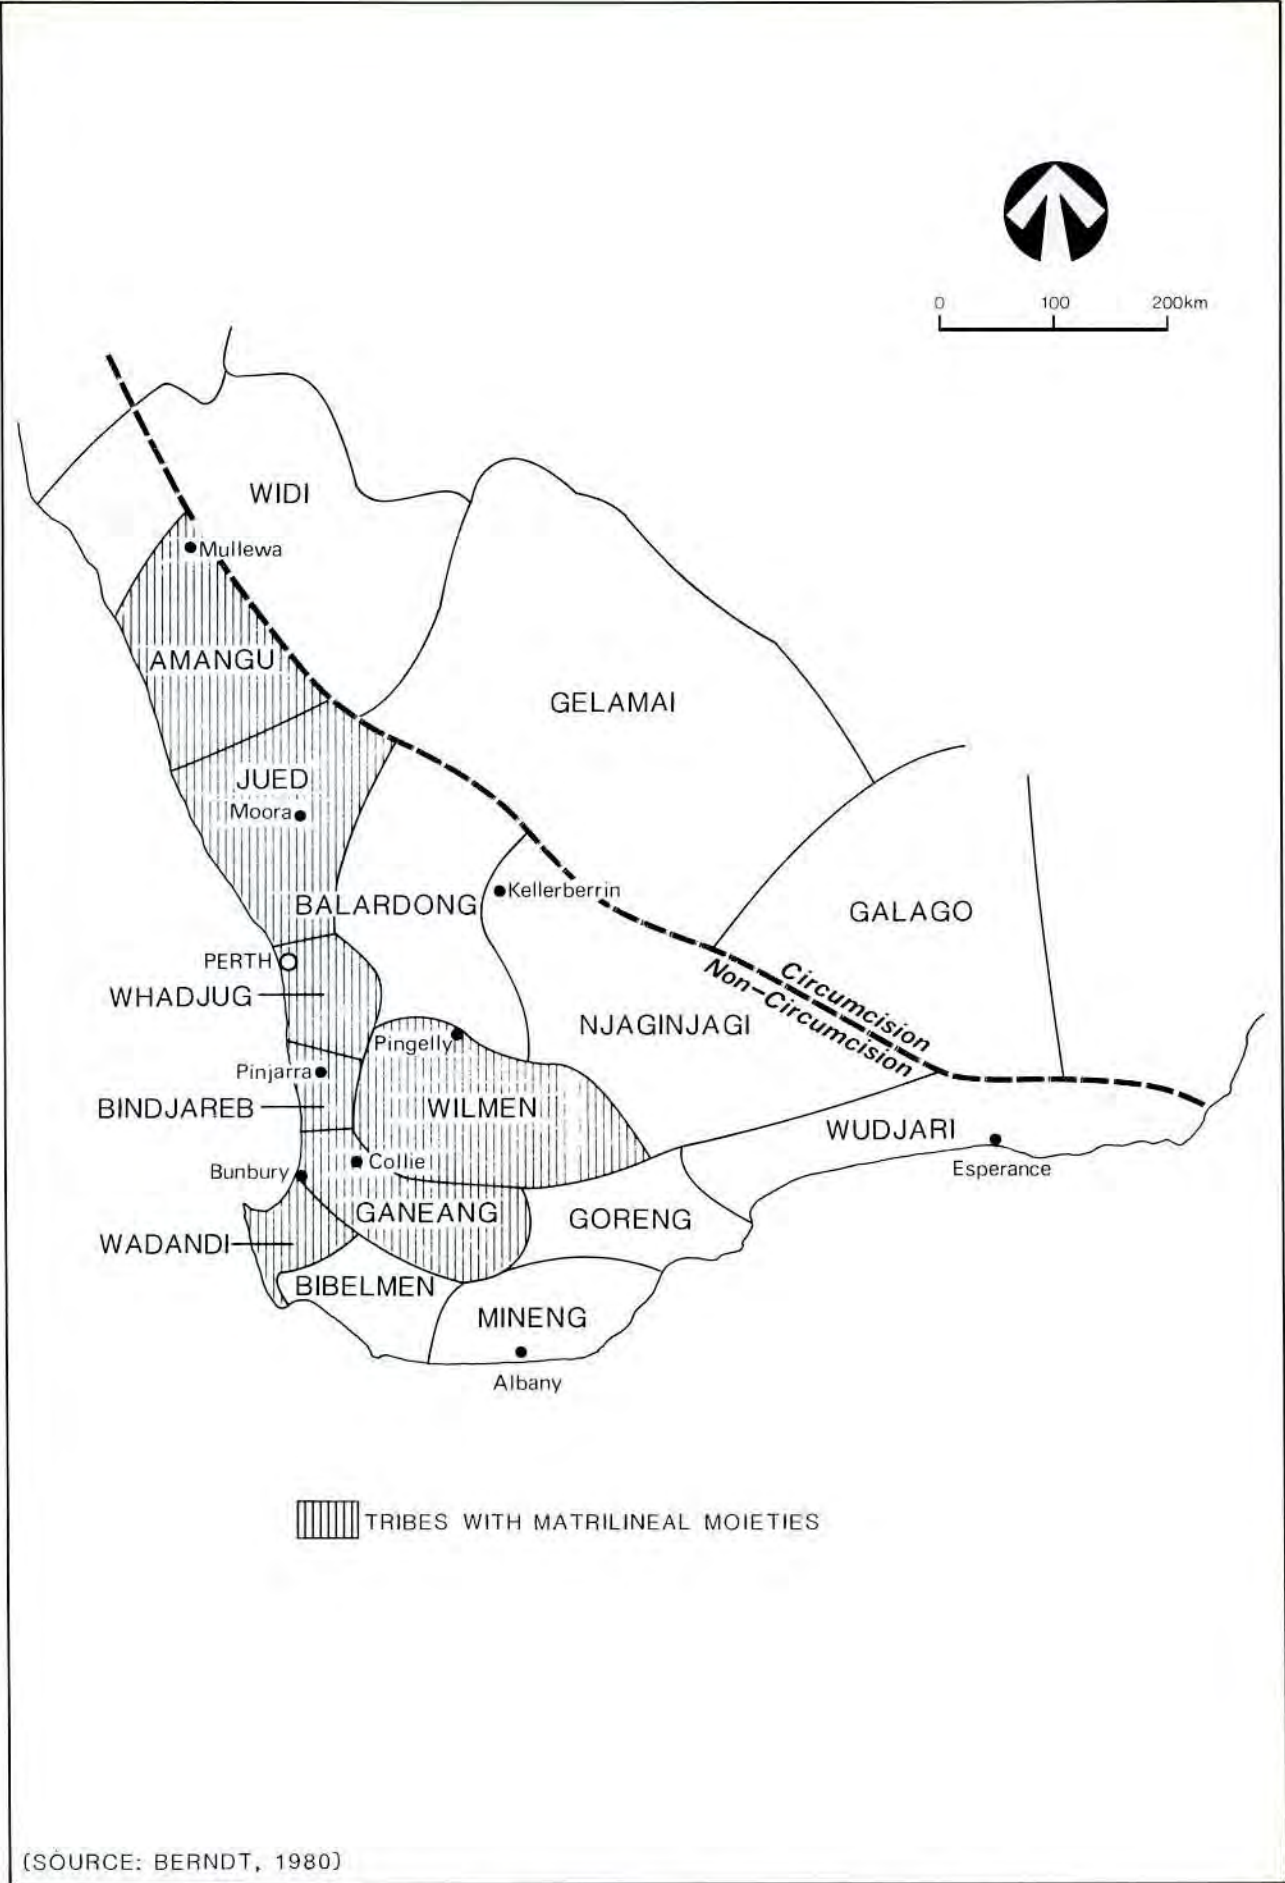 0 100 200km
WIDI
Mullewa
AMANGU
GELAMAI
JUED
Moora
Kellerberrin
BALARDONG
GALAGO
PERTH
WHADJUG
Circumcision
Non-Circumcision
NJAGINJAGI
Pingelly
Pinjarra
BINDJAREB
WILMEN
WUDJARI
Esperance
Collie
Bunbury
GANEANG
GORENG
WADANDI
BIBELMEN
MINENG
Albany
TRIBES WITH MATRILINEAL MOIETIES
(SOURCE: BERNDT, 1980)